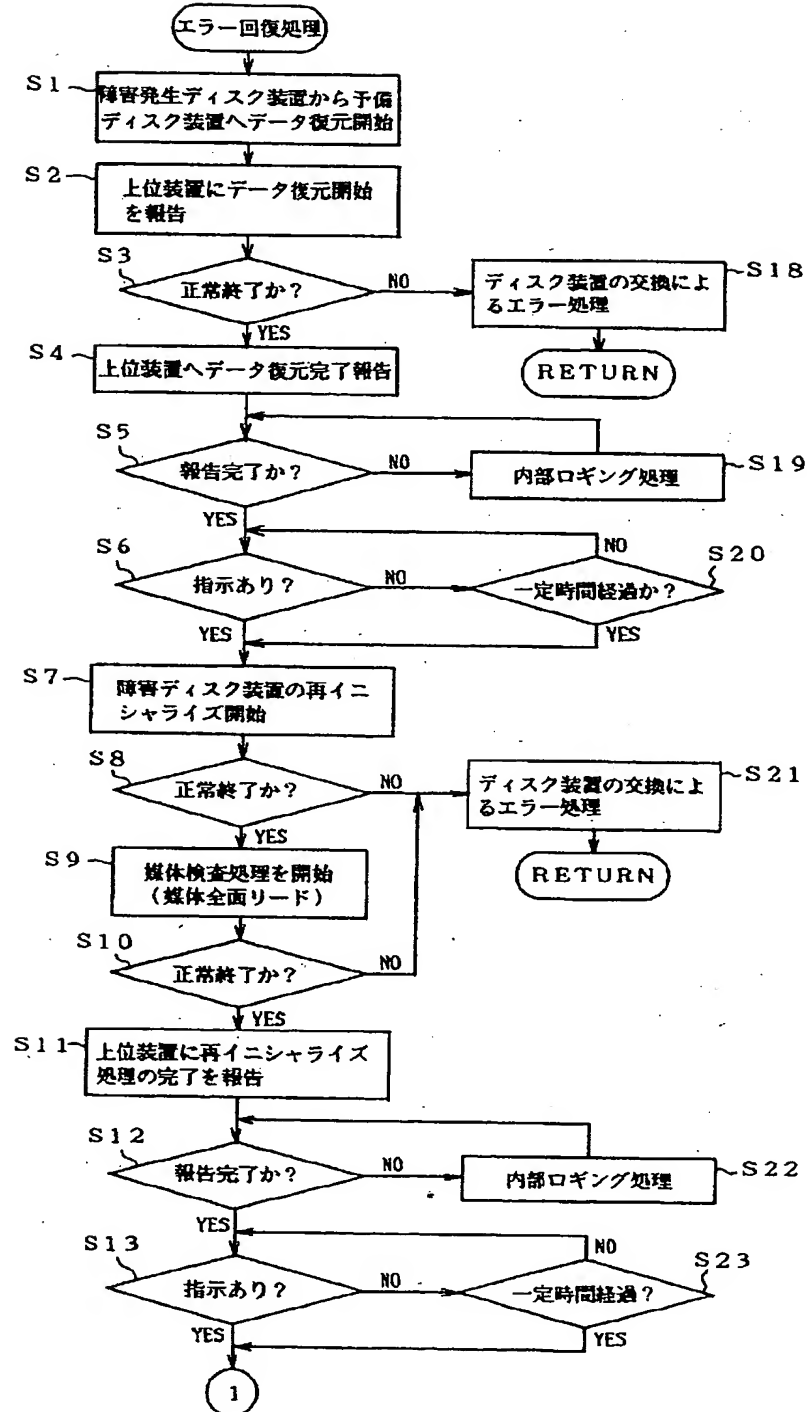 エラー回復処理
S1
障害発生ディスク装置から予備
ディスク装置へデータ復元開始
S2
上位装置にデータ復元開始
を報告
S3
正常終了か?
NO
YES
ディスク装置の交換によ
るエラー処理
S18
RETURN
S4
上位装置へデータ復元完了報告
S5
報告完了か?
NO
YES
内部ロギング処理
S19
S6
指示あり?
NO
YES
一定時間経過か?
NO
YES
S20
S7
障害ディスク装置の再イニ
シャライズ開始
S8
正常終了か?
NO
YES
ディスク装置の交換によ
るエラー処理
S21
RETURN
S9
媒体検査処理を開始
(媒体全面リード)
S10
正常終了か?
NO
YES
S11
上位装置に再イニシャライズ
処理の完了を報告
S12
報告完了か?
NO
YES
内部ロギング処理
S22
S13
指示あり?
NO
YES
一定時間経過?
NO
YES
S23
1